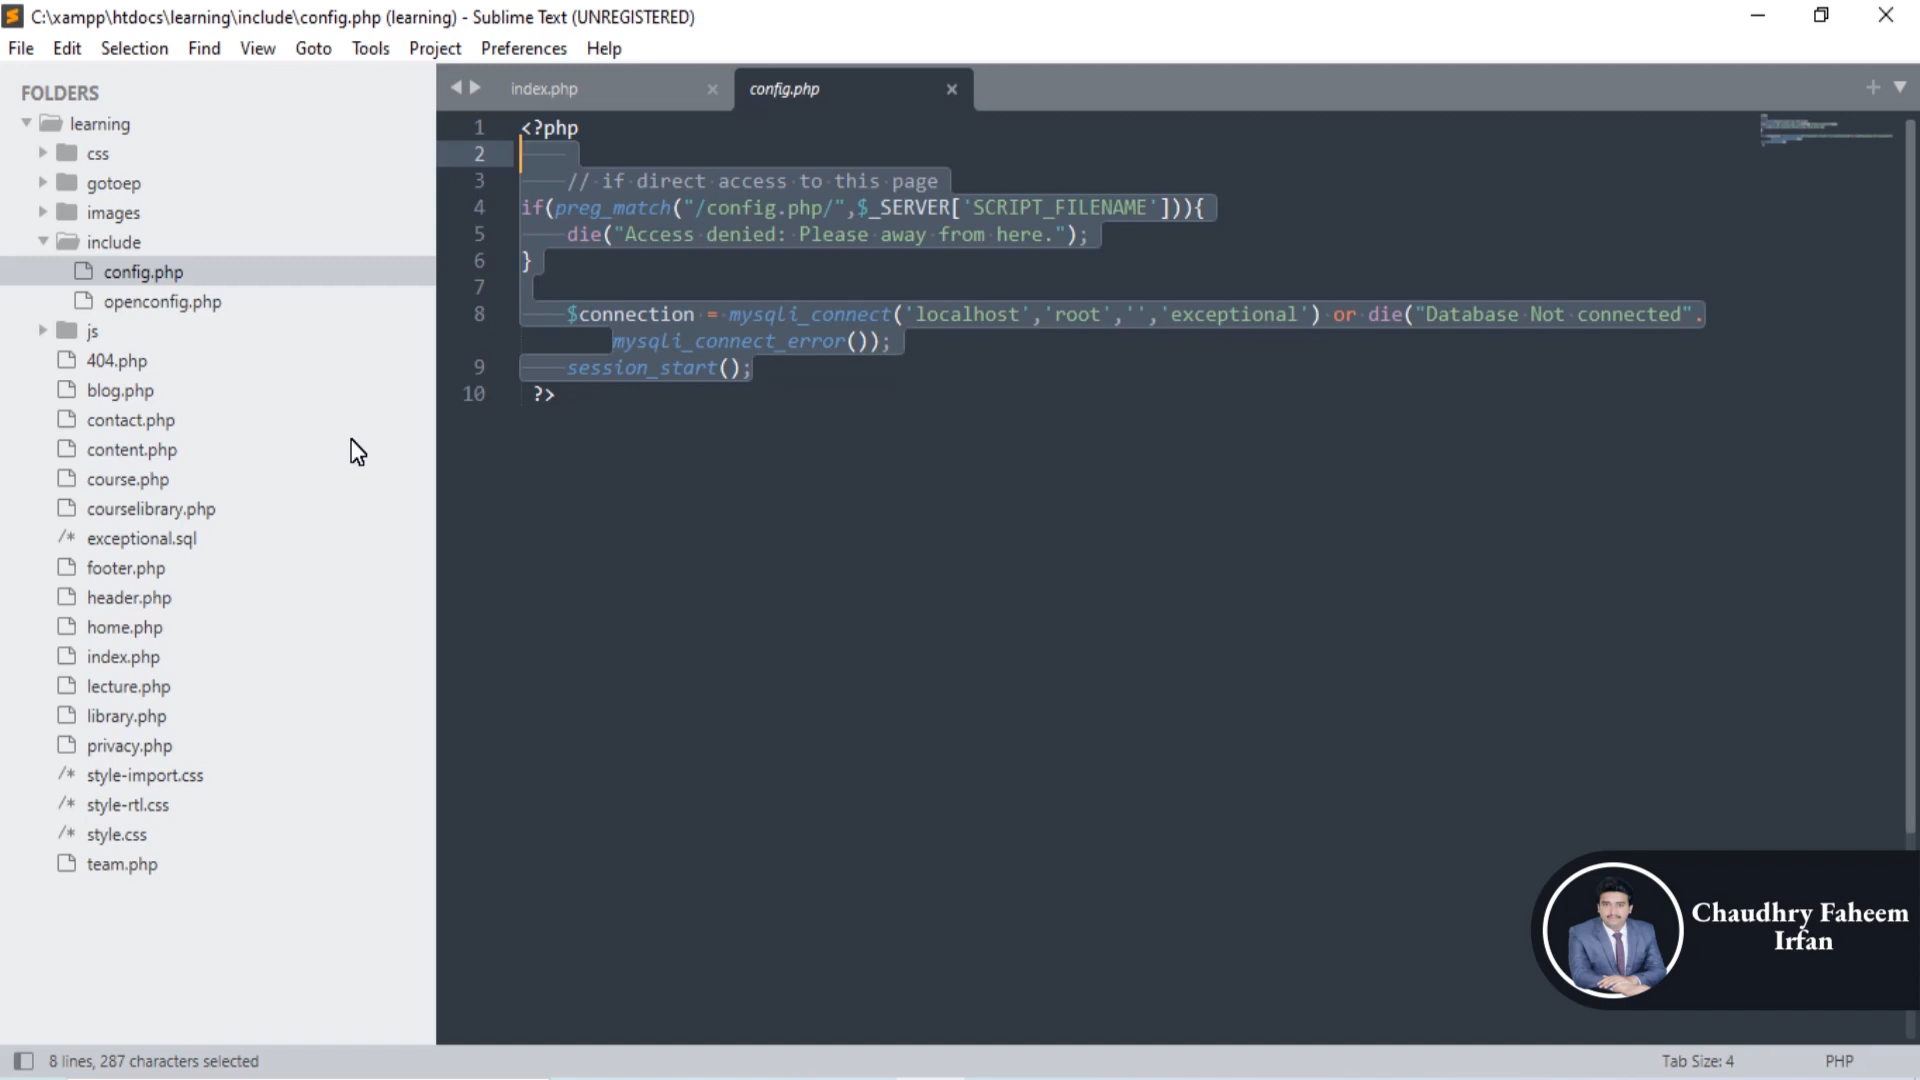 C:\xampp\htdocs\learning\include\config.php (learning) - Sublime Text (UNREGISTERED)
File Edit Selection Find View Goto Tools Project Preferences Help
FOLDERS
learning
css
gotoep
images
include
config.php
openconfig.php
js
404.php
blog.php
contact.php
content.php
course.php
courselibrary.php
/* exceptional.sql
footer.php
header.php
home.php
index.php
lecture.php
library.php
privacy.php
/* style-import.css
/* style-rtl.css
/* style.css
team.php
index.php config.php
1 <?php
2
3 // if direct access to this page
4 if(preg_match("/config.php/",$_SERVER['SCRIPT_FILENAME'])){
5 die("Access denied: Please away from here.");
6 }
7
8 $connection = mysqli_connect('localhost','root','','exceptional') or die("Database Not connected".
mysqli_connect_error());
9 session_start();
10 ?>
Chaudhry Faheem
Irfan
8 lines, 287 characters selected
Tab Size: 4 PHP